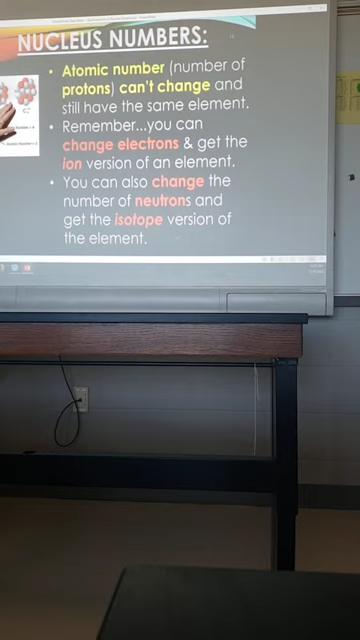 NUCLEUS NUMBERS:
• Atomic number (number of
protons) can't change and
still have the same element.
• Remember...you can
change electrons & get the
ion version of an element.
• You can also change the
number of neutrons and
get the isotope version of
the element.